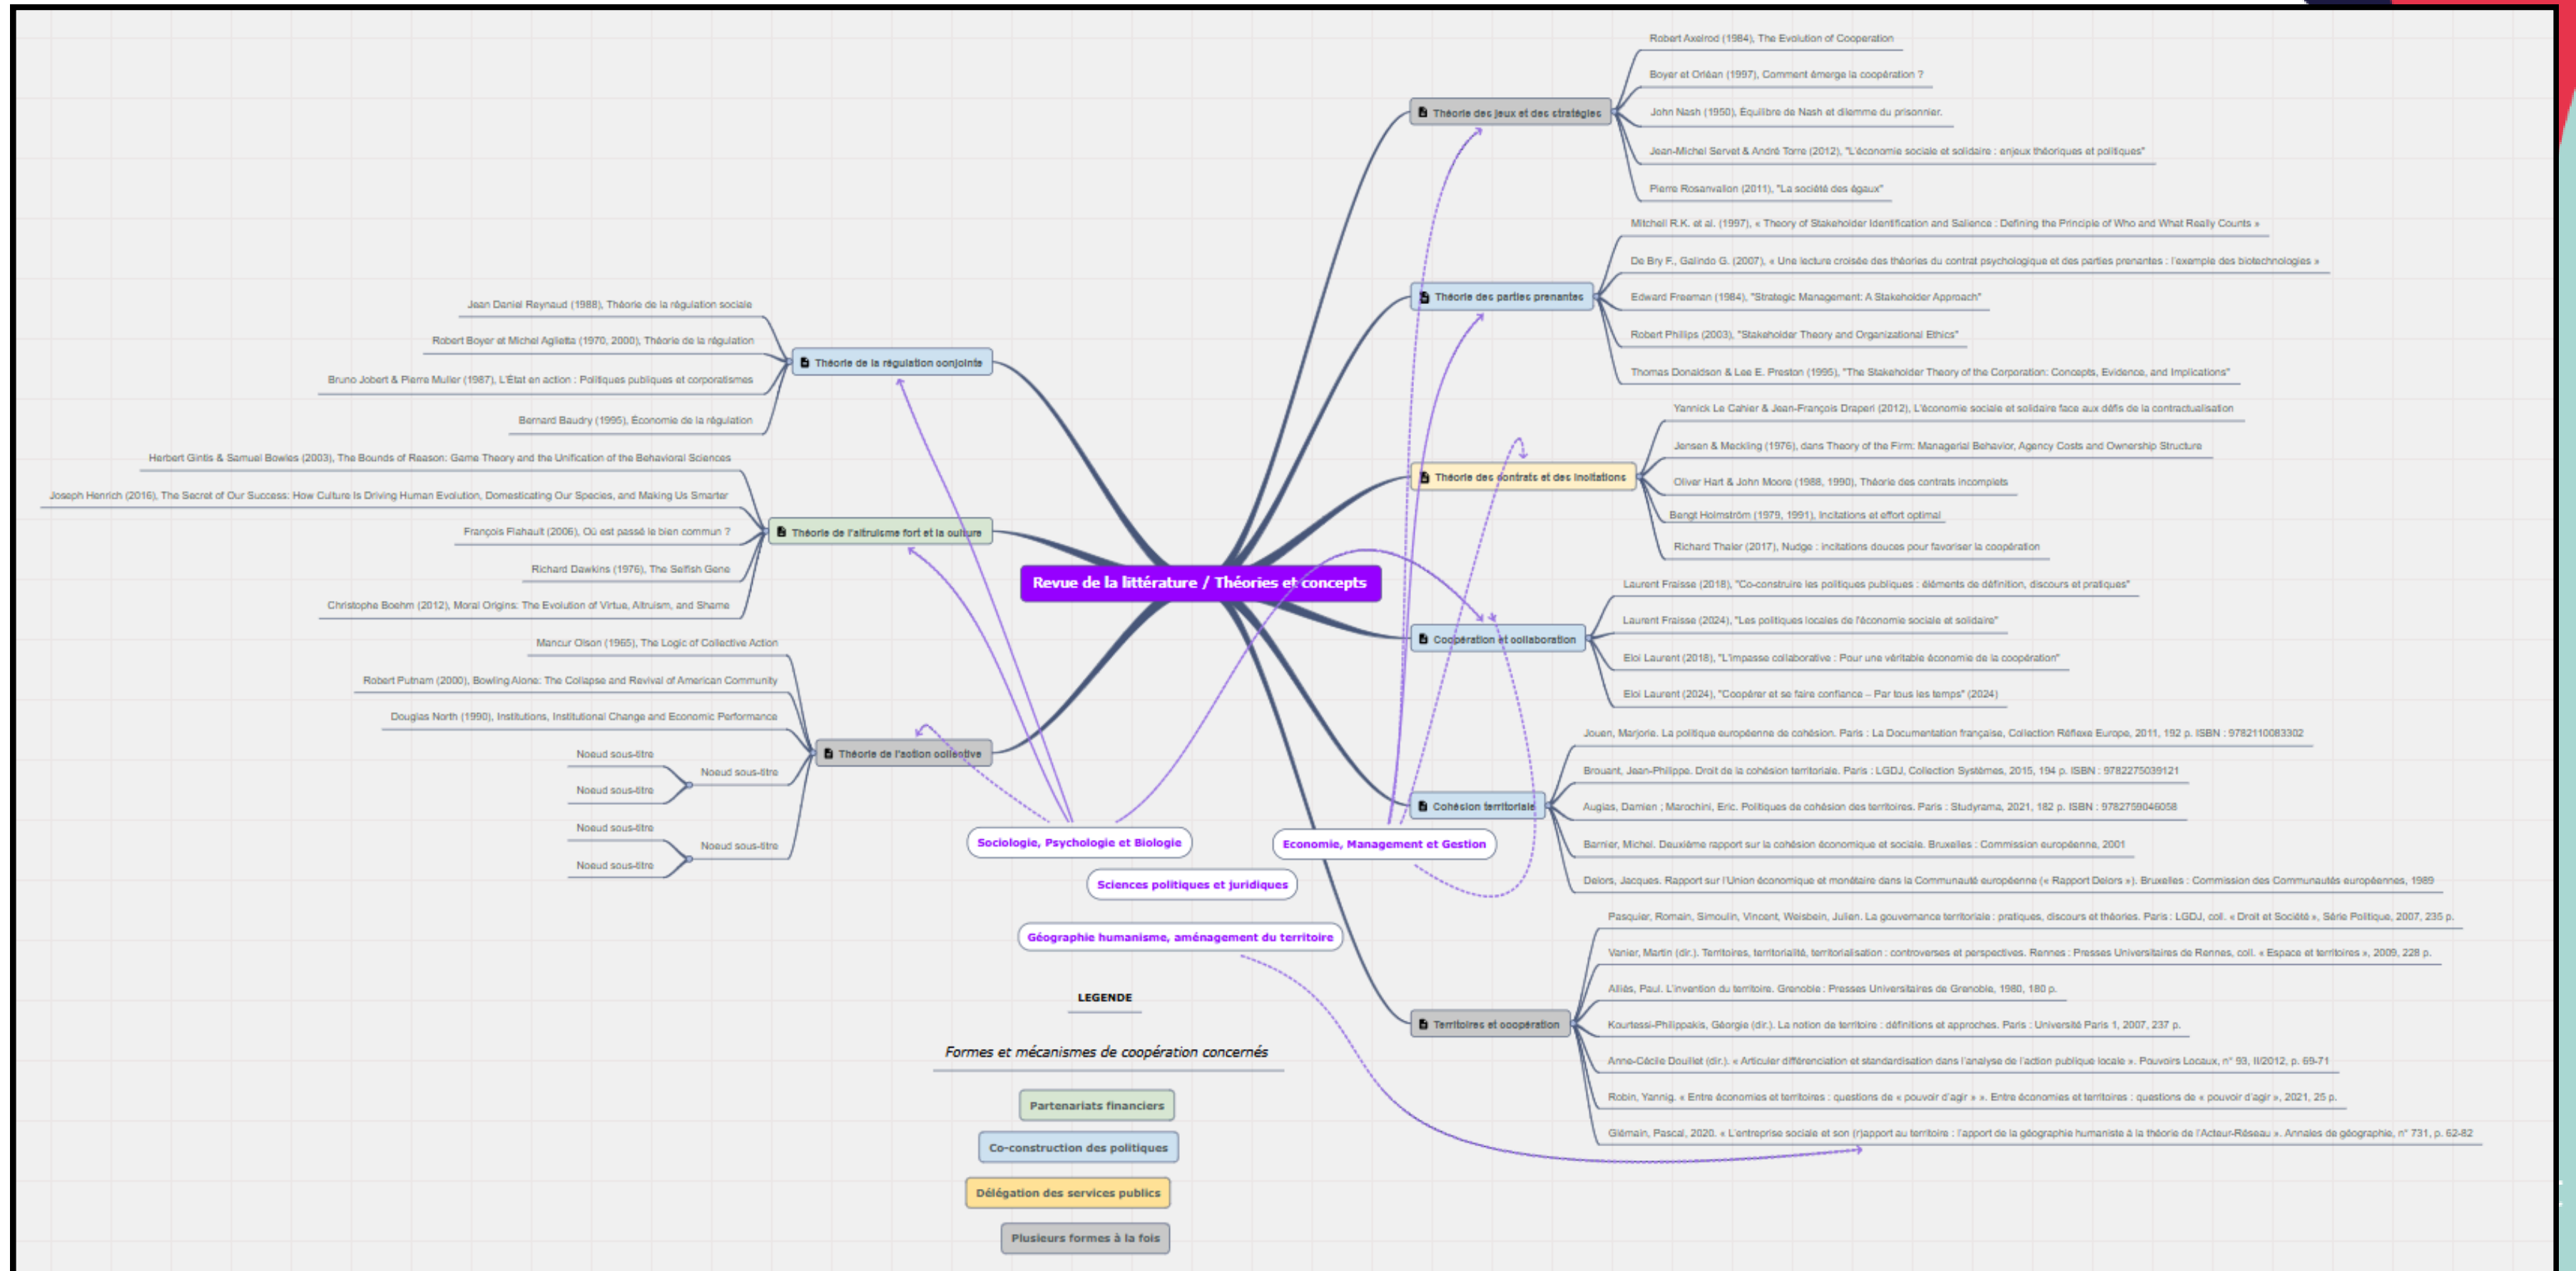 Revue de la littérature / Théories et concepts
Théorie de la régulation conjointe
Jean Daniel Reynaud (1988), Théorie de la régulation sociale
Robert Boyer et Michel Aglietta (1970, 2000), Théorie de la régulation
Bruno Jobert & Pierre Muller (1987), L'État en action : Politiques publiques et corporatismes
Bernard Baudry (1995), Économie de la régulation
Théorie de l'altruisme fort et la culture
Herbert Gintis & Samuel Bowles (2003), The Bounds of Reason: Game Theory and the Unification of the Behavioral Sciences
Joseph Henrich (2016), The Secret of Our Success: How Culture Is Driving Human Evolution, Domesticating Our Species, and Making Us Smarter
François Flahault (2006), Où est passé le bien commun ?
Richard Dawkins (1976), The Selfish Gene
Christophe Boehm (2012), Moral Origins: The Evolution of Virtue, Altruism, and Shame
Théorie de l'action collective
Mancur Olson (1965), The Logic of Collective Action
Robert Putnam (2000), Bowling Alone: The Collapse and Revival of American Community
Douglas North (1990), Institutions, Institutional Change and Economic Performance
Noeud sous-titre
Noeud sous-titre
Noeud sous-titre
Noeud sous-titre
Noeud sous-titre
Noeud sous-titre
Théorie des jeux et des stratégies
Robert Axelrod (1984), The Evolution of Cooperation
Boyer et Orléan (1997), Comment émerge la coopération ?
John Nash (1950), Équilibre de Nash et dilemme du prisonnier.
Jean-Michel Servet & André Torre (2012), "L'économie sociale et solidaire : enjeux théoriques et politiques"
Pierre Rosanvallon (2011), "La société des égaux"
Théorie des parties prenantes
Mitchell R.K. et al. (1997), « Theory of Stakeholder Identification and Salience : Defining the Principle of Who and What Really Counts »
De Bry F., Galindo G. (2007), « Une lecture croisée des théories du contrat psychologique et des parties prenantes : l'exemple des biotechnologies »
Edward Freeman (1984), "Strategic Management: A Stakeholder Approach"
Robert Phillips (2003), "Stakeholder Theory and Organizational Ethics"
Thomas Donaldson & Lee E. Preston (1995), "The Stakeholder Theory of the Corporation: Concepts, Evidence, and Implications"
Théorie des contrats et des incitations
Yannick Le Cahier & Jean-François Draperi (2012), L'économie sociale et solidaire face aux défis de la contractualisation
Jensen & Meckling (1976), dans Theory of the Firm: Managerial Behavior, Agency Costs and Ownership Structure
Oliver Hart & John Moore (1988, 1990), Théorie des contrats incomplets
Bengt Holmström (1979, 1991), Incitations et effort optimal
Richard Thaler (2017), Nudge : incitations douces pour favoriser la coopération
Coopération et collaboration
Laurent Fraisse (2018), "Co-construire les politiques publiques : éléments de définition, discours et pratiques"
Laurent Fraisse (2024), "Les politiques locales de l'économie sociale et solidaire"
Eloi Laurent (2018), "L'impasse collaborative : Pour une véritable économie de la coopération"
Eloi Laurent (2024), "Coopérer et se faire confiance – Par tous les temps" (2024)
Cohésion territoriale
Jouen, Marjorie. La politique européenne de cohésion. Paris : La Documentation française, Collection Réflexe Europe, 2011, 192 p. ISBN : 9782110083302
Brouant, Jean-Philippe. Droit de la cohésion territoriale. Paris : LGDJ, Collection Systèmes, 2015, 194 p. ISBN : 9782275039121
Augias, Damien ; Marochini, Eric. Politiques de cohésion des territoires. Paris : Studyrama, 2021, 182 p. ISBN : 9782759046058
Barnier, Michel. Deuxième rapport sur la cohésion économique et sociale. Bruxelles : Commission européenne, 2001
Delors, Jacques. Rapport sur l'Union économique et monétaire dans la Communauté européenne (« Rapport Delors »). Bruxelles : Commission des Communautés européennes, 1989
Territoires et coopération
Pasquier, Romain, Simoulin, Vincent, Weisbein, Julien. La gouvernance territoriale : pratiques, discours et théories. Paris : LGDJ, coll. « Droit et Société », Série Politique, 2007, 235 p.
Vanier, Martin (dir.). Territoires, territorialité, territorialisation : controverses et perspectives. Rennes : Presses Universitaires de Rennes, coll. « Espace et territoires », 2009, 228 p.
Alliès, Paul. L'invention du territoire. Grenoble : Presses Universitaires de Grenoble, 1980, 180 p.
Kourtessi-Philippakis, Géorgie (dir.). La notion de territoire : définitions et approches. Paris : Université Paris 1, 2007, 237 p.
Anne-Cécile Douillet (dir.). « Articuler différenciation et standardisation dans l'analyse de l'action publique locale ». Pouvoirs Locaux, n° 93, II/2012, p. 69-71
Robin, Yannig. « Entre économies et territoires : questions de « pouvoir d'agir » ». Entre économies et territoires : questions de « pouvoir d'agir », 2021, 25 p.
Glémain, Pascal, 2020. « L'entreprise sociale et son (r)apport au territoire : l'apport de la géographie humaniste à la théorie de l'Acteur-Réseau ». Annales de géographie, n° 731, p. 62-82
Sociologie, Psychologie et Biologie
Economie, Management et Gestion
Sciences politiques et juridiques
Géographie humanisme, aménagement du territoire
LEGENDE
Formes et mécanismes de coopération concernés
Partenariats financiers
Co-construction des politiques
Délégation des services publics
Plusieurs formes à la fois